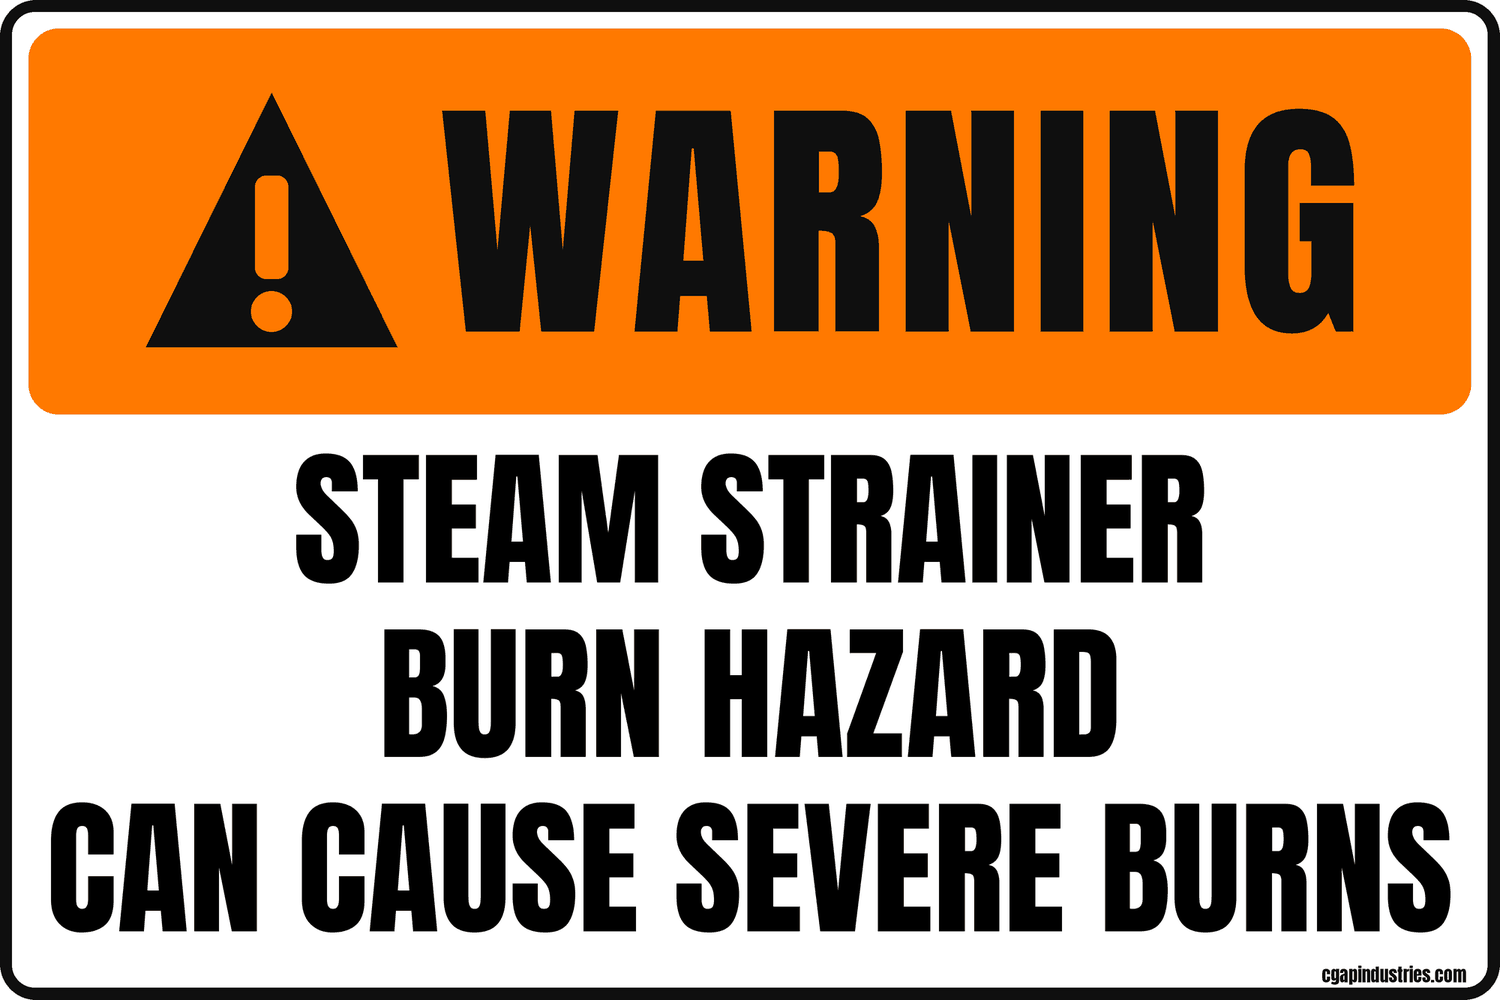 WARNING
STEAM STRAINER
BURN HAZARD
CAN CAUSE SEVERE BURNS
cgapindustries.com